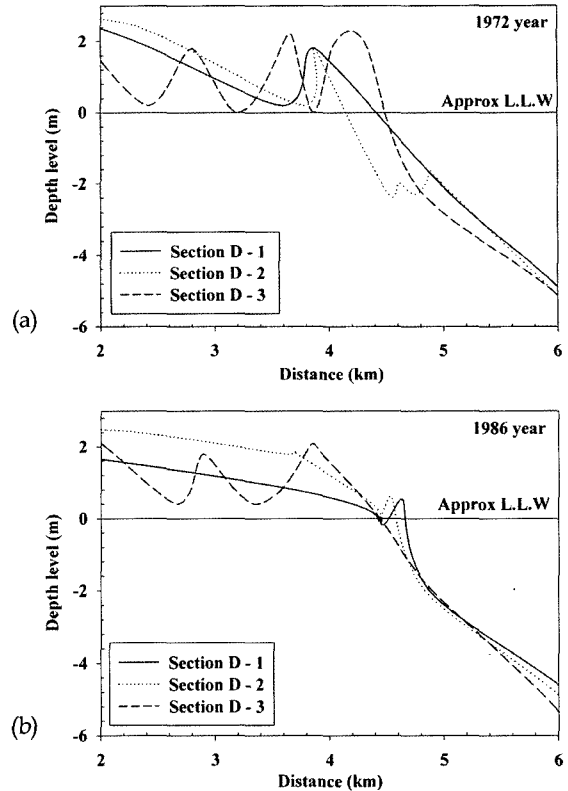 1972 year
2
Approx L.L.W
0
Depth level (m)
-2
Section D - 1
Section D - 2
-4
Section D - 3
(a)
-6
2
3
4
5
6
Distance (km)
1986 year
2
Approx L.L.W
0
Depth level (m)
-2
Section D - 1
Section D - 2
-4
Section D - 3
(b)
-6
2
3
4
5
6
Distance (km)